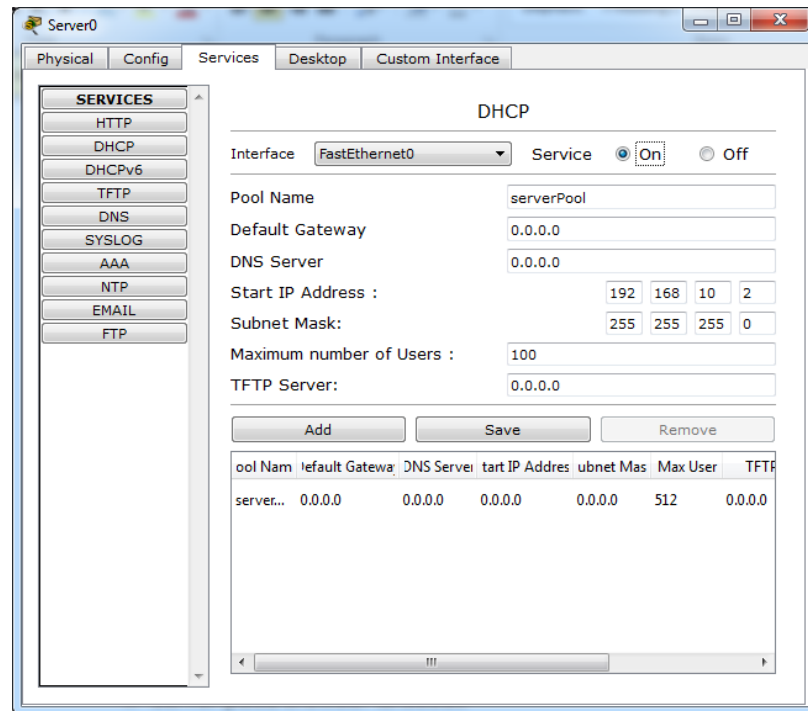 Server0
Physical Config Services Desktop Custom Interface
SERVICES
HTTP
DHCP
DHCPv6
TFTP
DNS
SYSLOG
AAA
NTP
EMAIL
FTP
DHCP
Interface FastEthernet0 Service On Off
Pool Name serverPool
Default Gateway 0.0.0.0
DNS Server 0.0.0.0
Start IP Address : 192 168 10 2
Subnet Mask: 255 255 255 0
Maximum number of Users : 100
TFTP Server: 0.0.0.0
Add Save Remove
ool Nam efault Gateway DNS Server tart IP Addres ubnet Mas Max User TFTP
server... 0.0.0.0 0.0.0.0 0.0.0.0 0.0.0.0 512 0.0.0.0